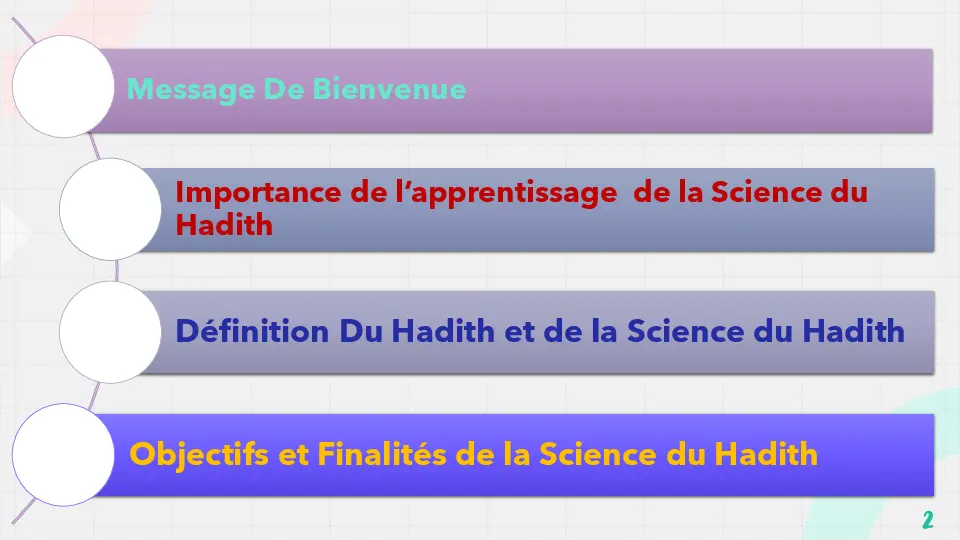 Message De Bienvenue
Importance de l’apprentissage  de la Science du
Hadith
Définition Du Hadith et de la Science du Hadith
Objectifs et Finalités de la Science du Hadith
2